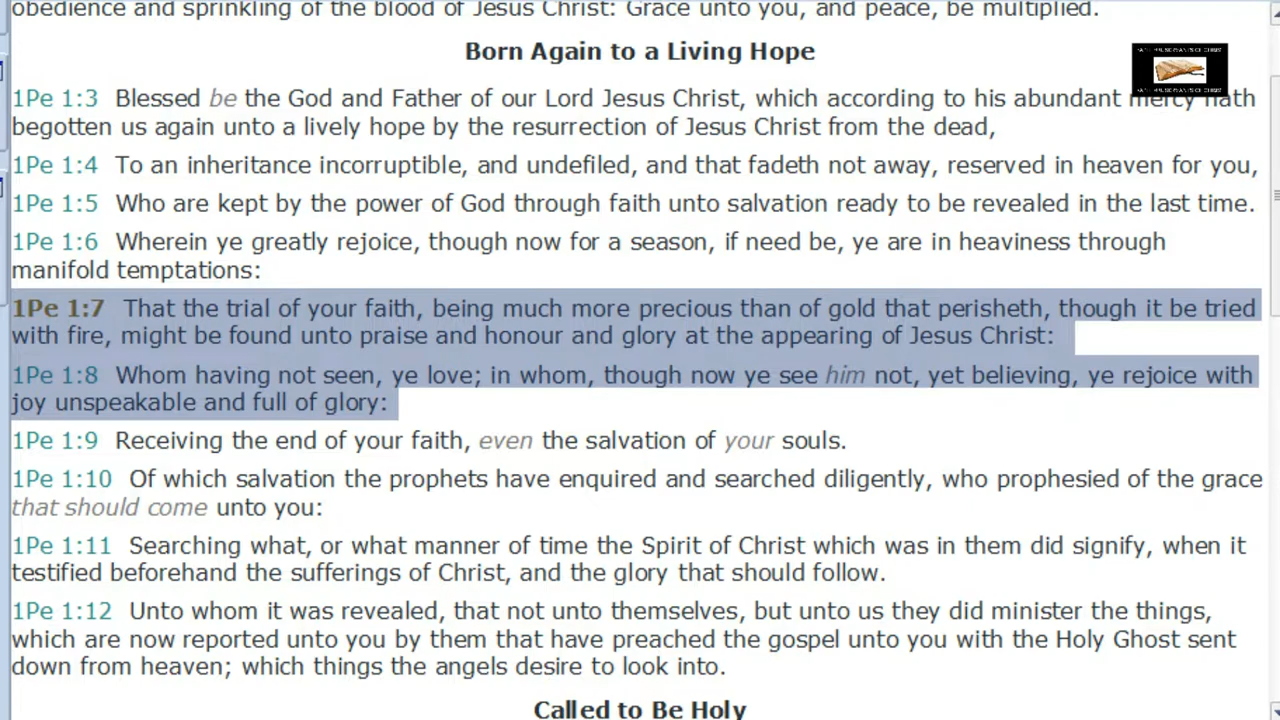 obedience and sprinkling of the blood of Jesus Christ: Grace unto you, and peace, be multiplied.
Born Again to a Living Hope
1Pe 1:3 Blessed be the God and Father of our Lord Jesus Christ, which according to his abundant mercy hath
begotten us again unto a lively hope by the resurrection of Jesus Christ from the dead,
1Pe 1:4 To an inheritance incorruptible, and undefiled, and that fadeth not away, reserved in heaven for you,
1Pe 1:5 Who are kept by the power of God through faith unto salvation ready to be revealed in the last time.
1Pe 1:6 Wherein ye greatly rejoice, though now for a season, if need be, ye are in heaviness through
manifold temptations:
1Pe 1:7 That the trial of your faith, being much more precious than of gold that perisheth, though it be tried
with fire, might be found unto praise and honour and glory at the appearing of Jesus Christ:
1Pe 1:8 Whom having not seen, ye love; in whom, though now ye see him not, yet believing, ye rejoice with
joy unspeakable and full of glory:
1Pe 1:9 Receiving the end of your faith, even the salvation of your souls.
1Pe 1:10 Of which salvation the prophets have enquired and searched diligently, who prophesied of the grace
that should come unto you:
1Pe 1:11 Searching what, or what manner of time the Spirit of Christ which was in them did signify, when it
testified beforehand the sufferings of Christ, and the glory that should follow.
1Pe 1:12 Unto whom it was revealed, that not unto themselves, but unto us they did minister the things,
which are now reported unto you by them that have preached the gospel unto you with the Holy Ghost sent
down from heaven; which things the angels desire to look into.
Called to Be Holy